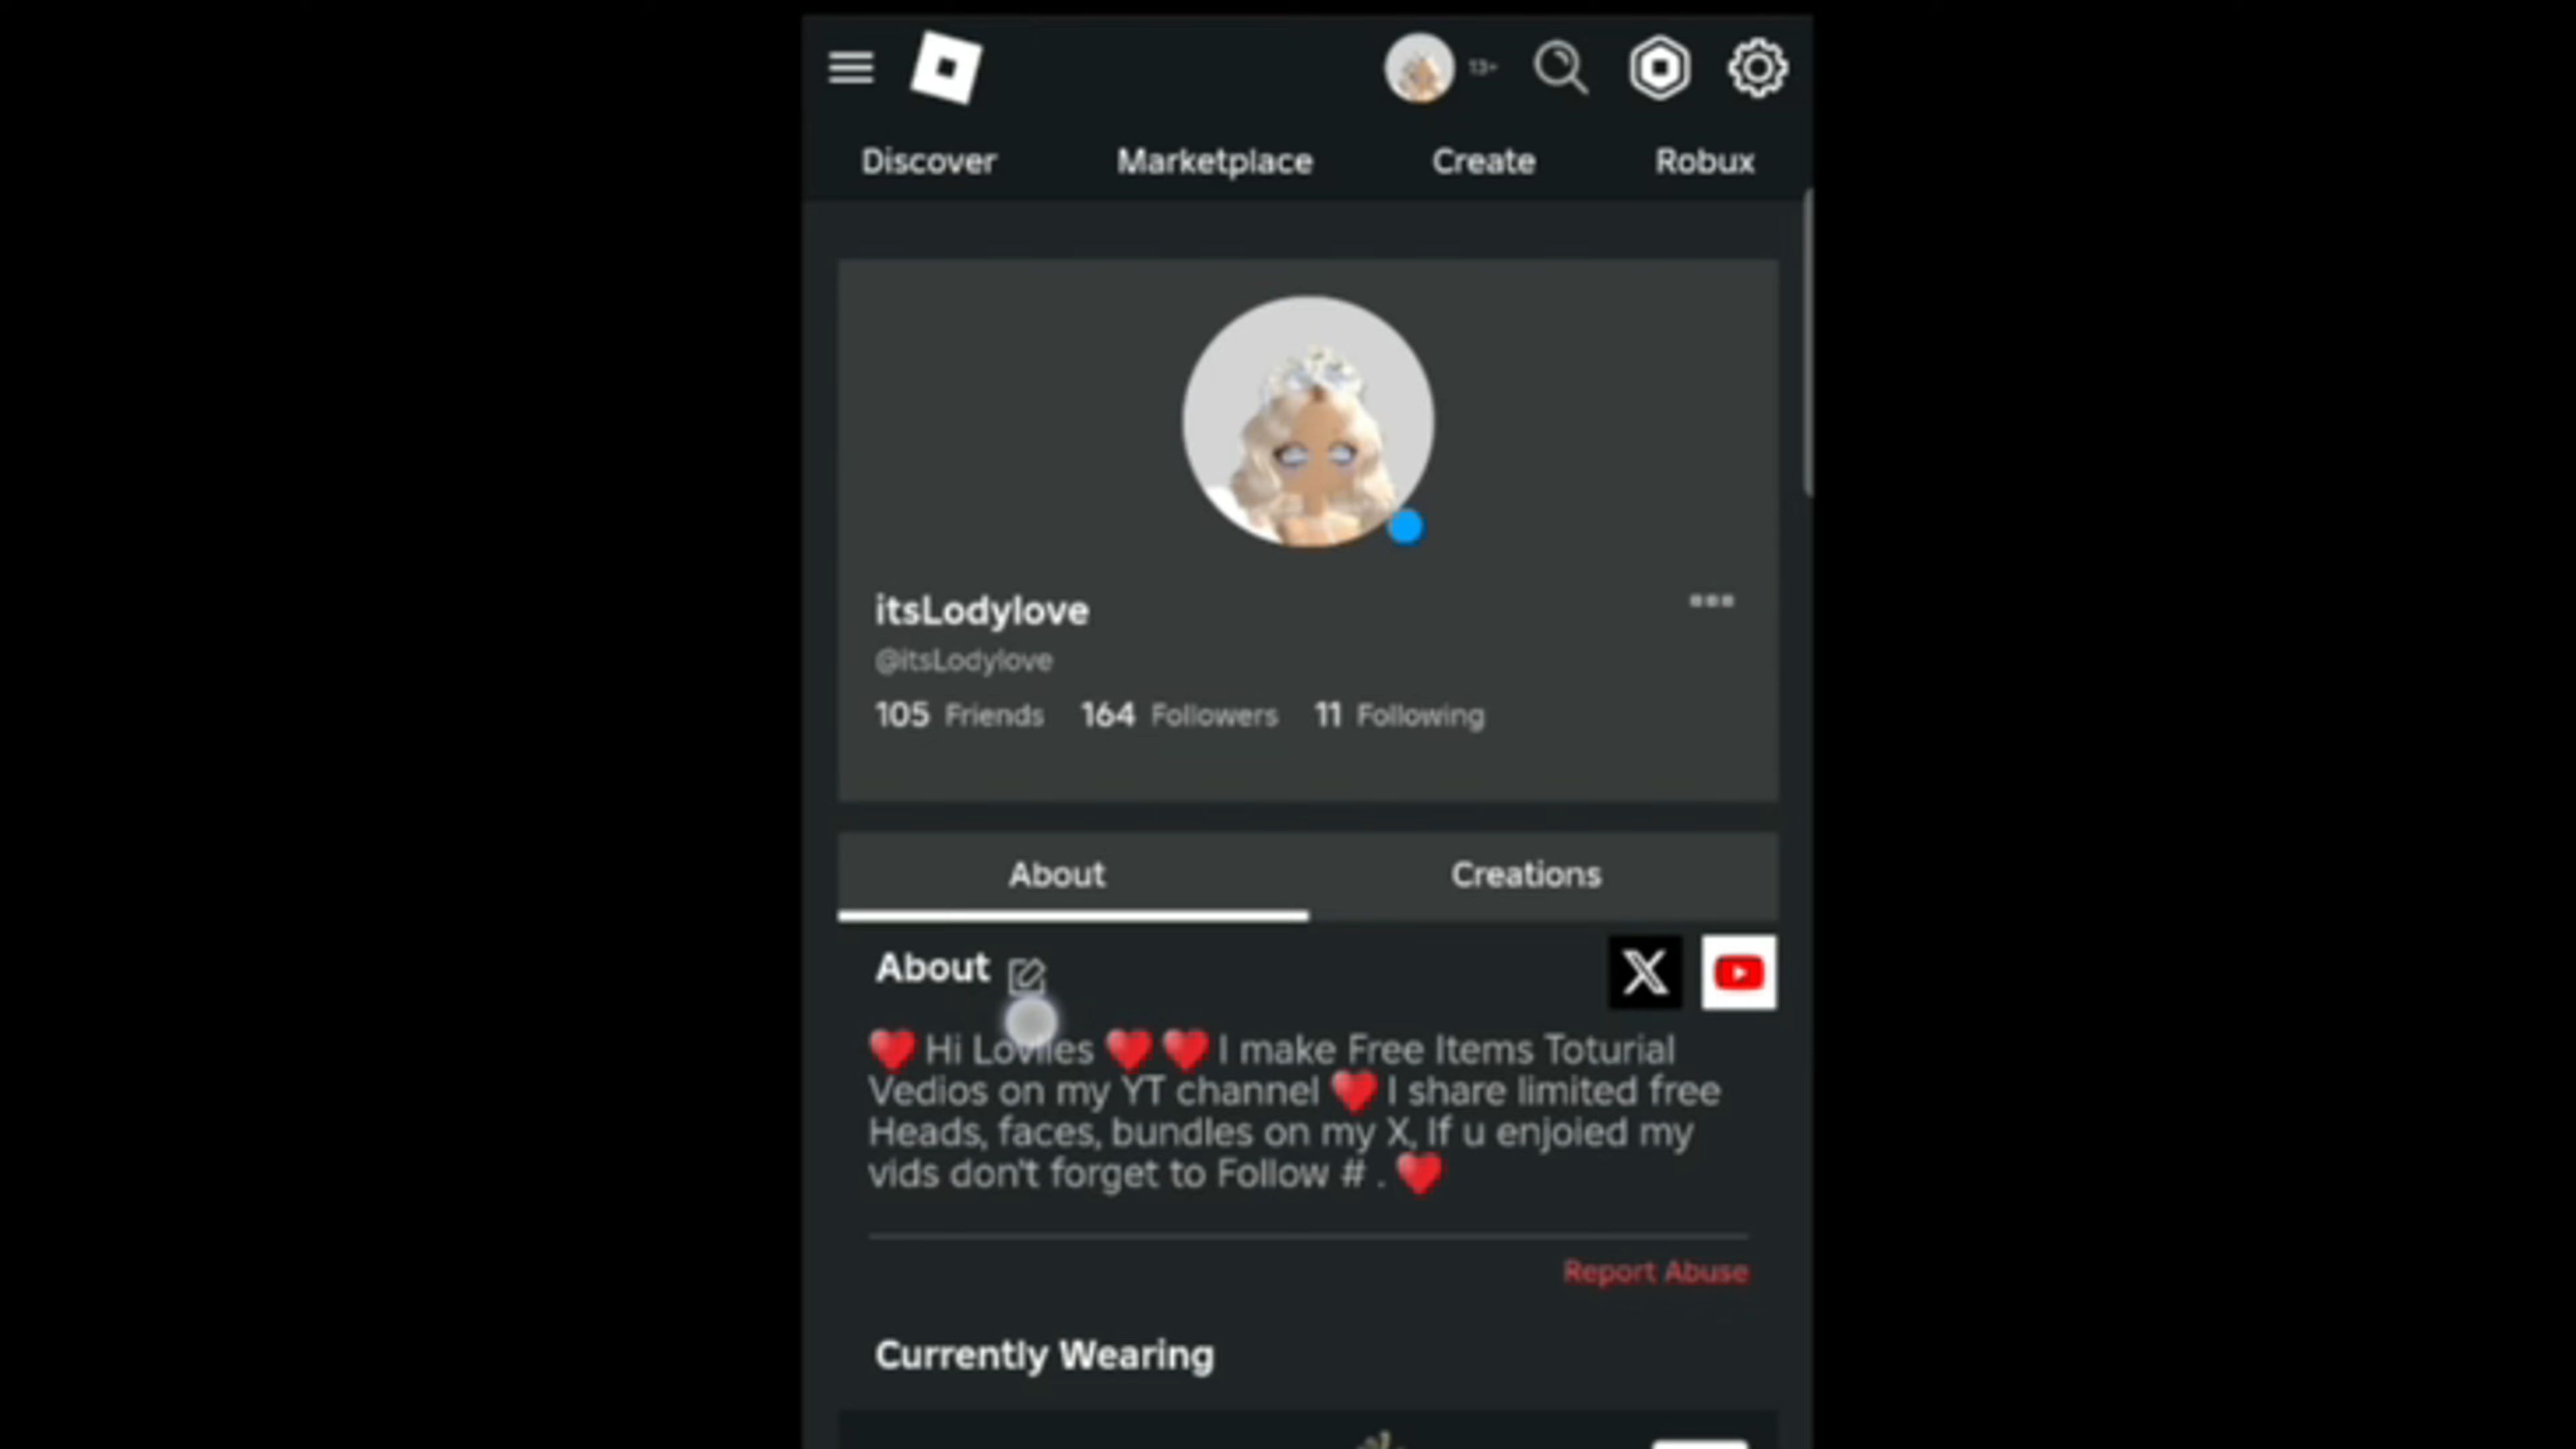 13+
Discover Marketplace Create Robux
itsLodylove
@itsLodylove
105 Friends 164 Followers 11 Following
About Creations
About
❤️ Hi Lovlies ❤️ ❤️ I make Free Items Toturial
Vedios on my YT channel ❤️ I share limited free
Heads, faces, bundles on my X, If u enjoied my
vids don't forget to Follow # . ❤️
Report Abuse
Currently Wearing